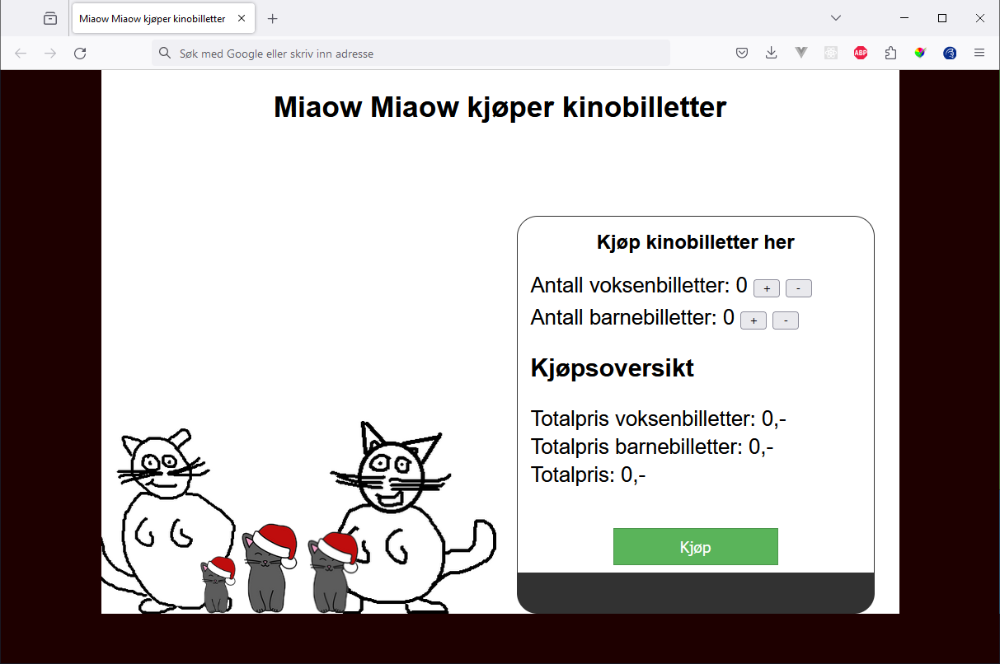 Miaow Miaow kjøper kinobilletter
Søk med Google eller skriv inn adresse
ABP
Miaow Miaow kjøper kinobilletter
Kjøp kinobilletter her
Antall voksenbilletter: 0 + -
Antall barnebilletter: 0 + -
Kjøpsoversikt
Totalpris voksenbilletter: 0,-
Totalpris barnebilletter: 0,-
Totalpris: 0,-
Kjøp